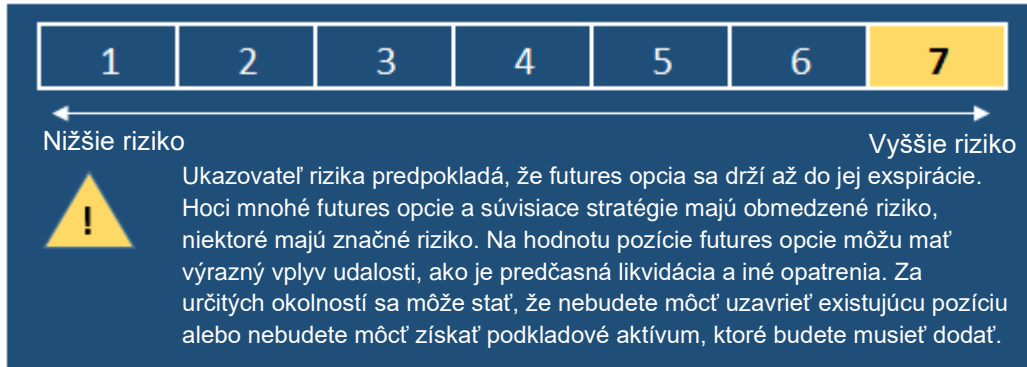 1 2 3 4 5 6 7
Nižšie riziko Vyššie riziko
! Ukazovateľ rizika predpokladá, že futures opcia sa drží až do jej exspirácie.
Hoci mnohé futures opcie a súvisiace stratégie majú obmedzené riziko,
niektoré majú značné riziko. Na hodnotu pozície futures opcie môžu mať
výrazný vplyv udalosti, ako je predčasná likvidácia a iné opatrenia. Za
určitých okolností sa môže stať, že nebudete môcť uzavrieť existujúcu pozíciu
alebo nebudete môcť získať podkladové aktívum, ktoré budete musieť dodať.